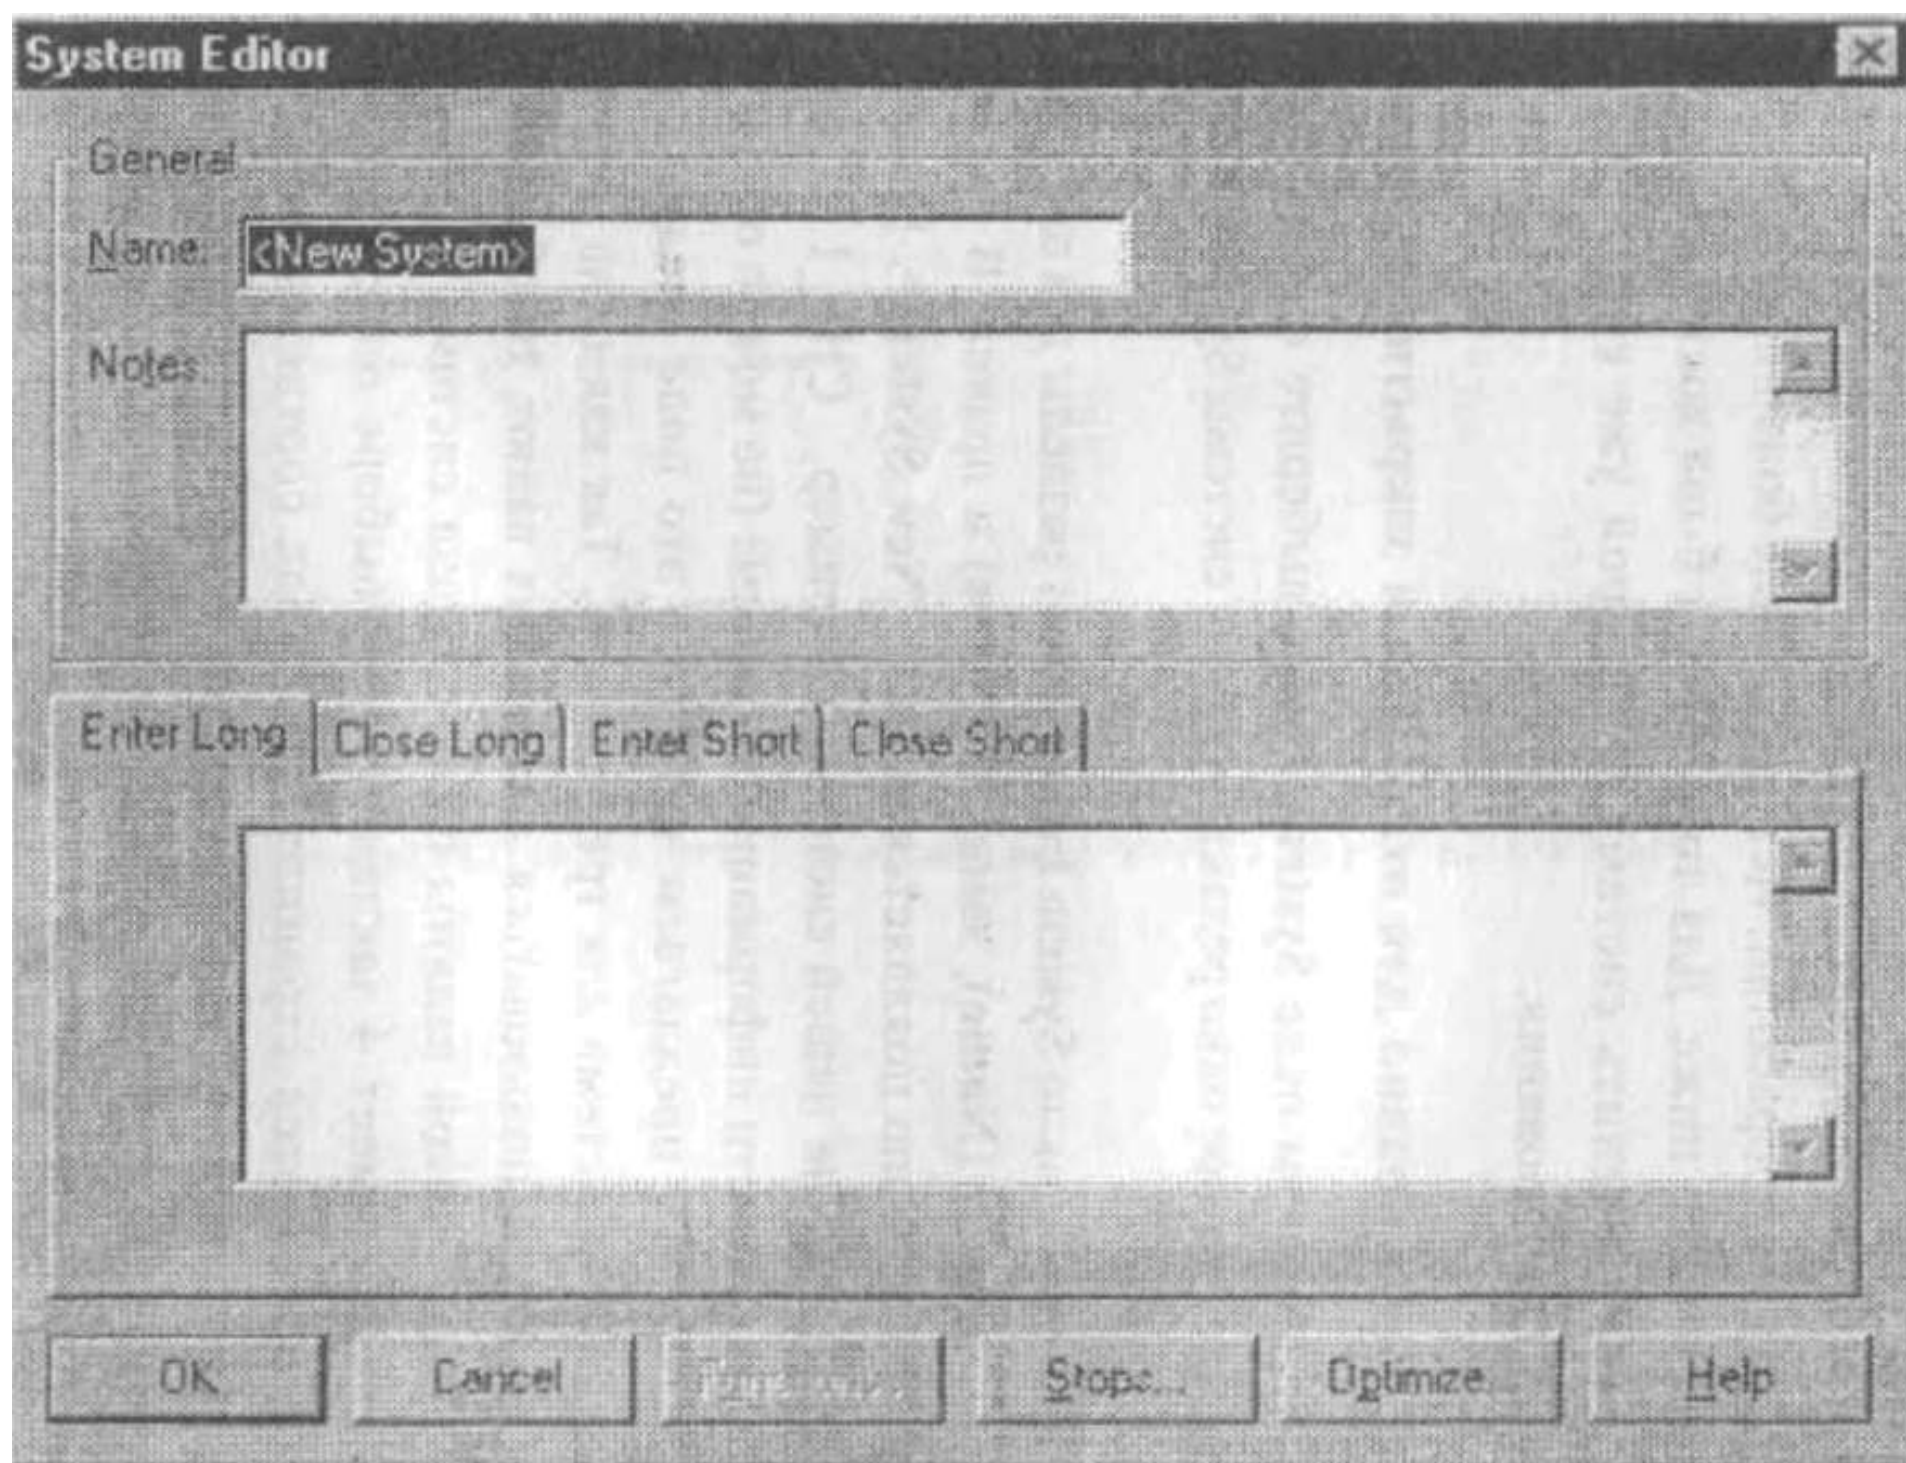 System Editor
General
Name: <New System>
Notes:
Enter Long Close Long Enter Short Close Short
OK Cancel Stops... Optimize... Help